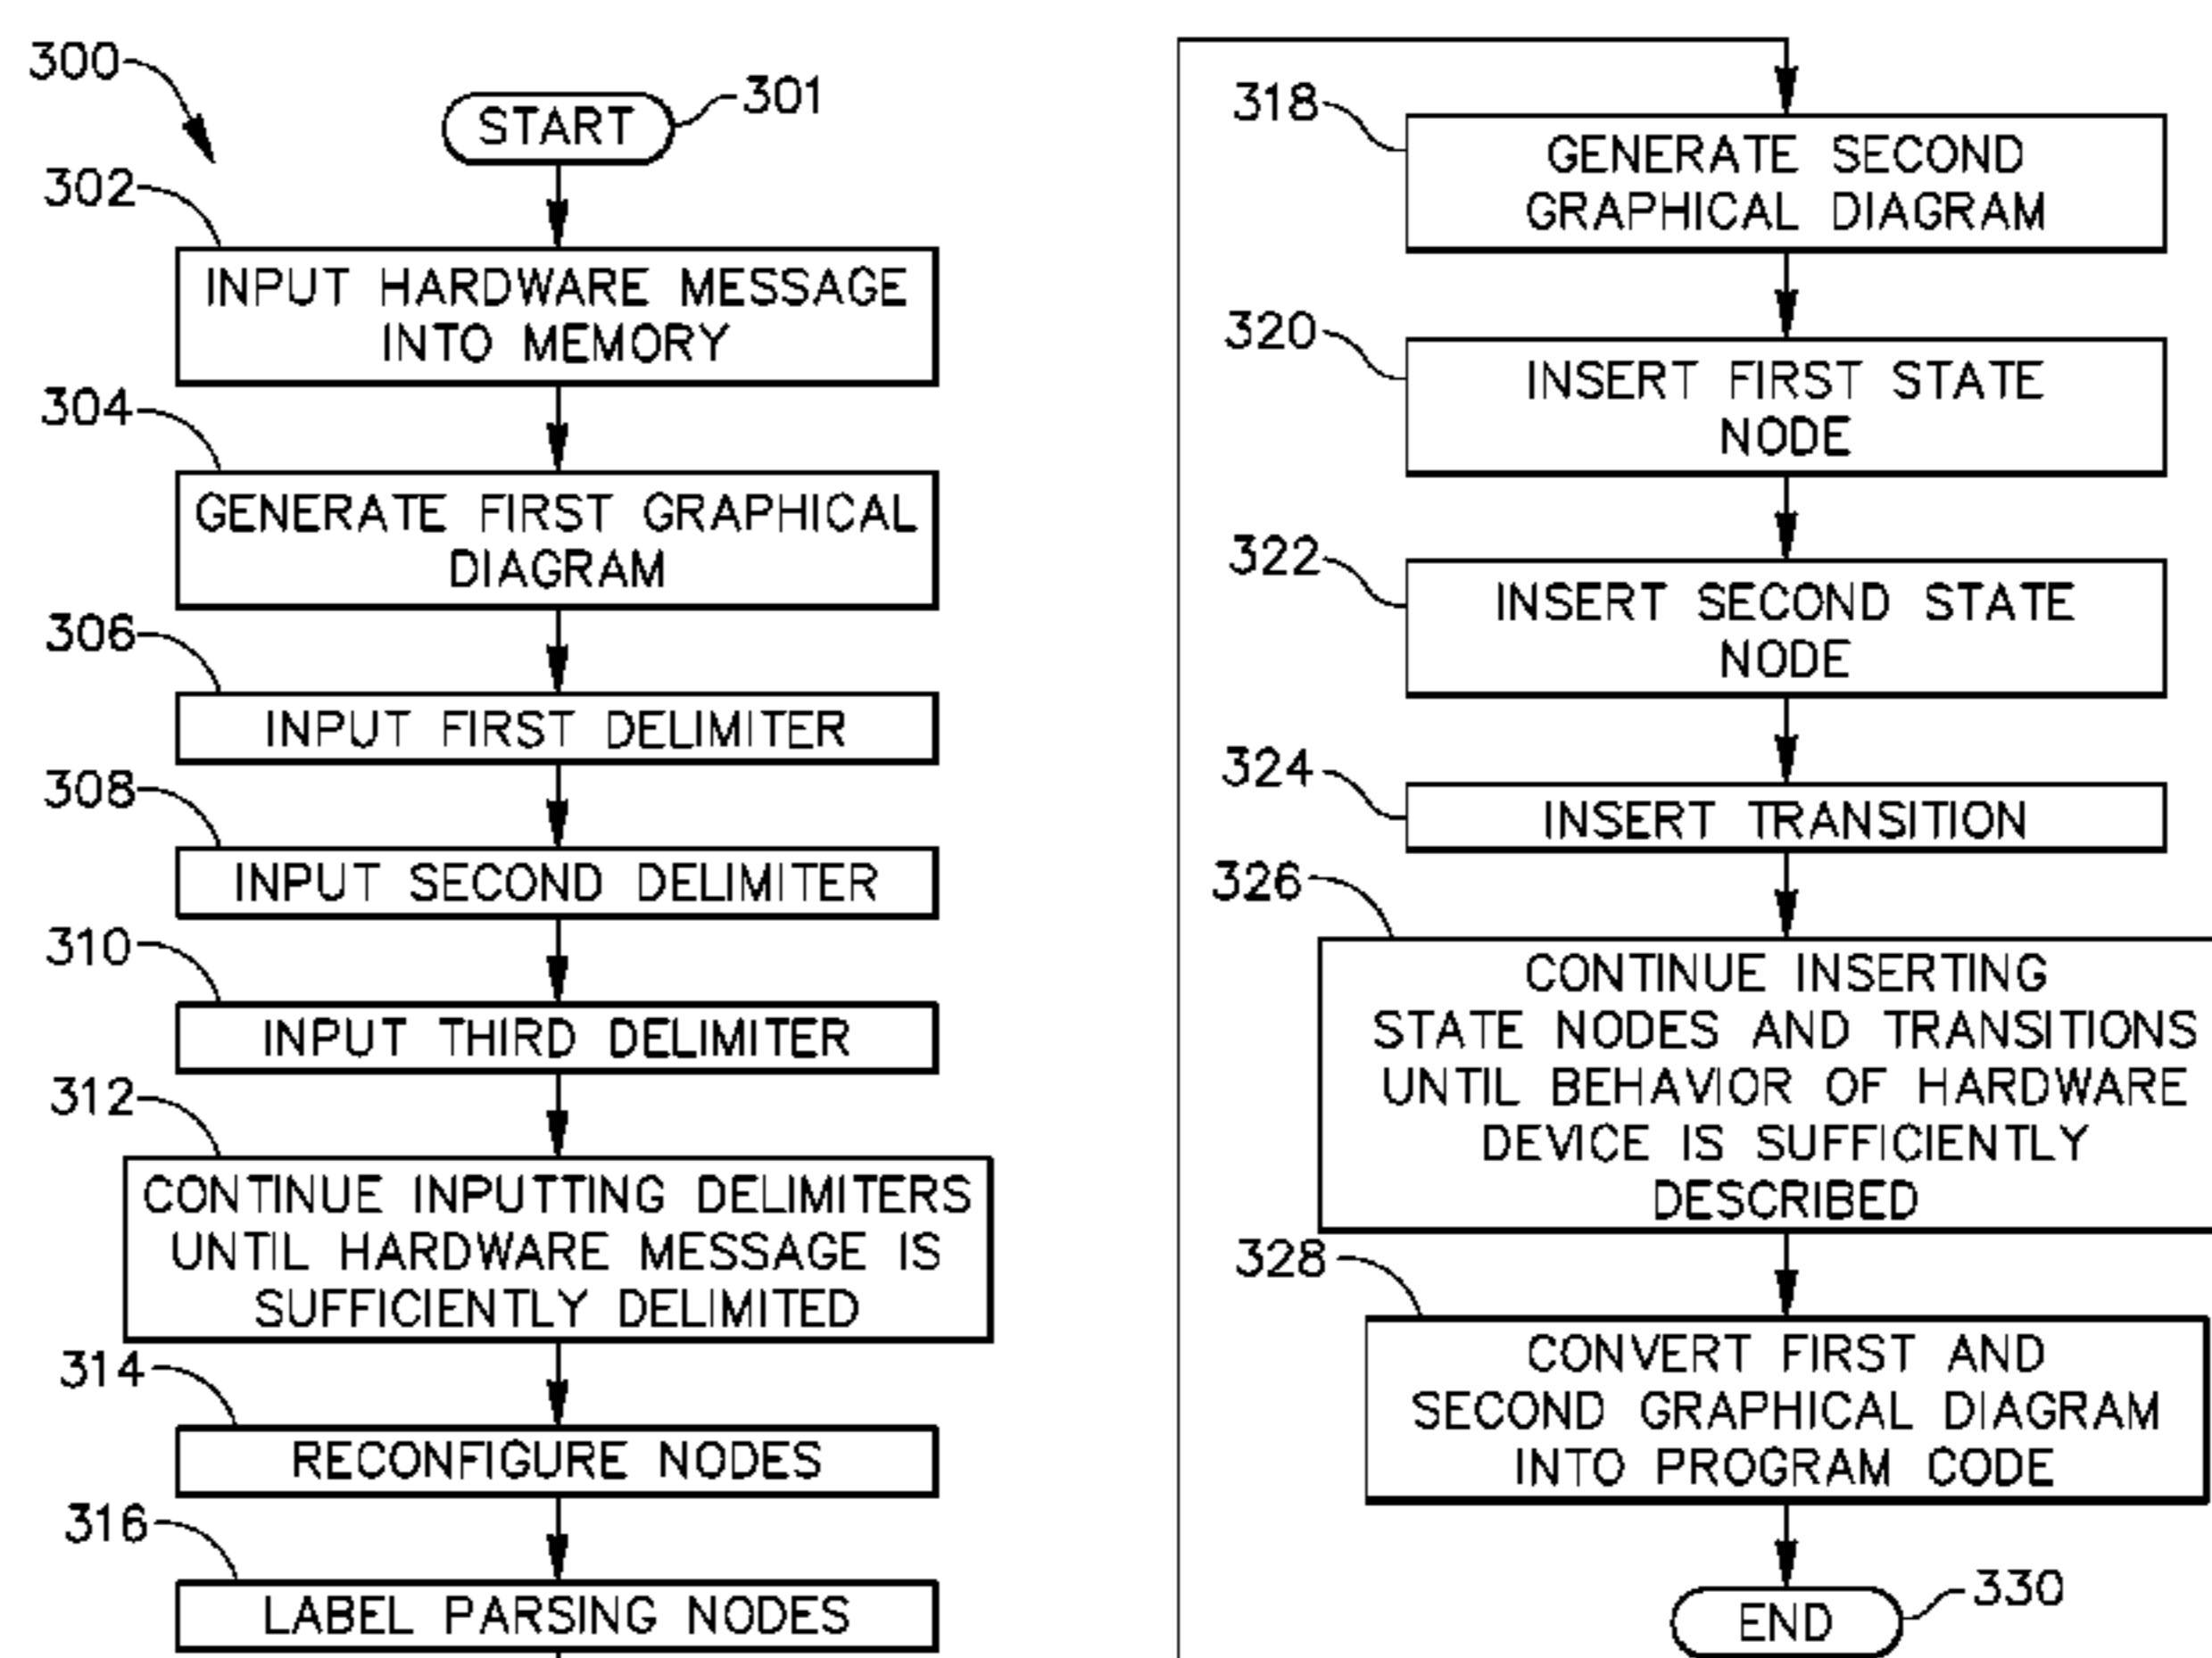 300
START
301
302
INPUT HARDWARE MESSAGE
INTO MEMORY
304
GENERATE FIRST GRAPHICAL
DIAGRAM
306
INPUT FIRST DELIMITER
308
INPUT SECOND DELIMITER
310
INPUT THIRD DELIMITER
312
CONTINUE INPUTTING DELIMITERS
UNTIL HARDWARE MESSAGE IS
SUFFICIENTLY DELIMITED
314
RECONFIGURE NODES
316
LABEL PARSING NODES
318
GENERATE SECOND
GRAPHICAL DIAGRAM
320
INSERT FIRST STATE
NODE
322
INSERT SECOND STATE
NODE
324
INSERT TRANSITION
326
CONTINUE INSERTING
STATE NODES AND TRANSITIONS
UNTIL BEHAVIOR OF HARDWARE
DEVICE IS SUFFICIENTLY
DESCRIBED
328
CONVERT FIRST AND
SECOND GRAPHICAL DIAGRAM
INTO PROGRAM CODE
END
330